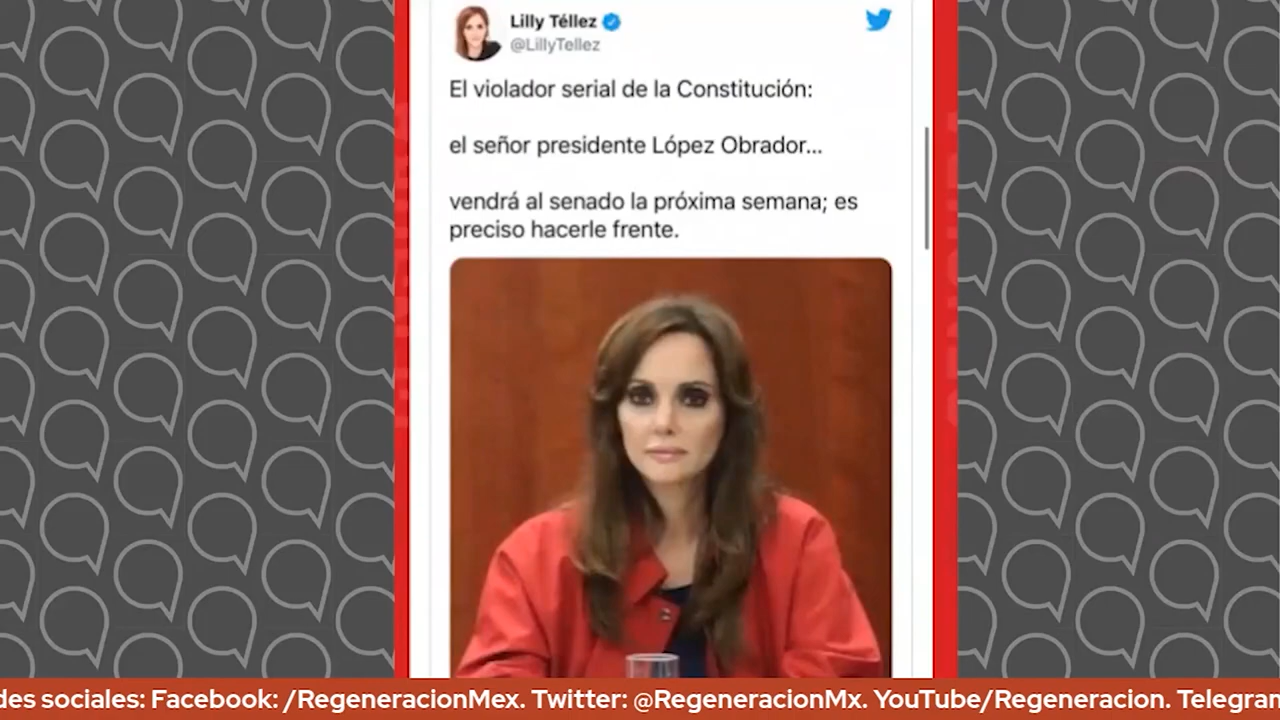 Lilly Téllez
@LillyTellez
El violador serial de la Constitución:
el señor presidente López Obrador...
vendrá al senado la próxima semana; es
preciso hacerle frente.
des sociales: Facebook: /RegeneracionMex. Twitter: @RegeneracionMx. YouTube/Regeneracion. Telegram